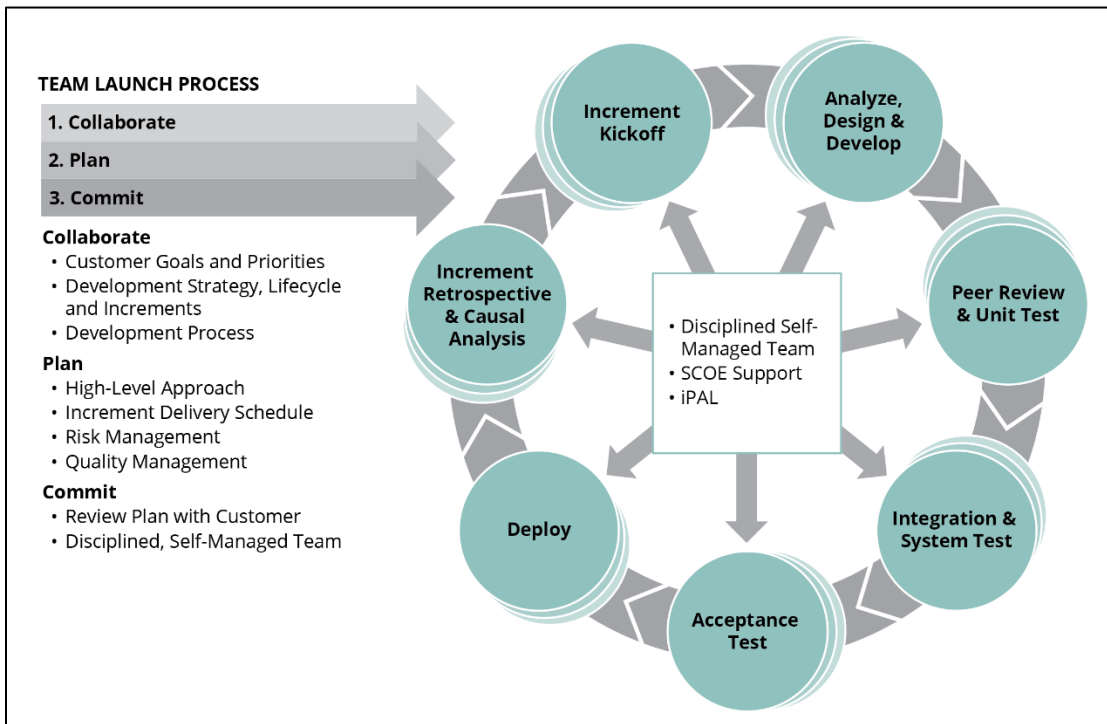 TEAM LAUNCH PROCESS
1. Collaborate
2. Plan
3. Commit
Collaborate
• Customer Goals and Priorities
• Development Strategy, Lifecycle
and Increments
• Development Process
Plan
• High-Level Approach
• Increment Delivery Schedule
• Risk Management
• Quality Management
Commit
• Review Plan with Customer
• Disciplined, Self-Managed Team
Increment
Kickoff
Analyze,
Design &
Develop
Peer Review
& Unit Test
Integration &
System Test
Acceptance
Test
Deploy
Increment
Retrospective
& Causal
Analysis
• Disciplined Self-
Managed Team
• SCOE Support
• iPAL